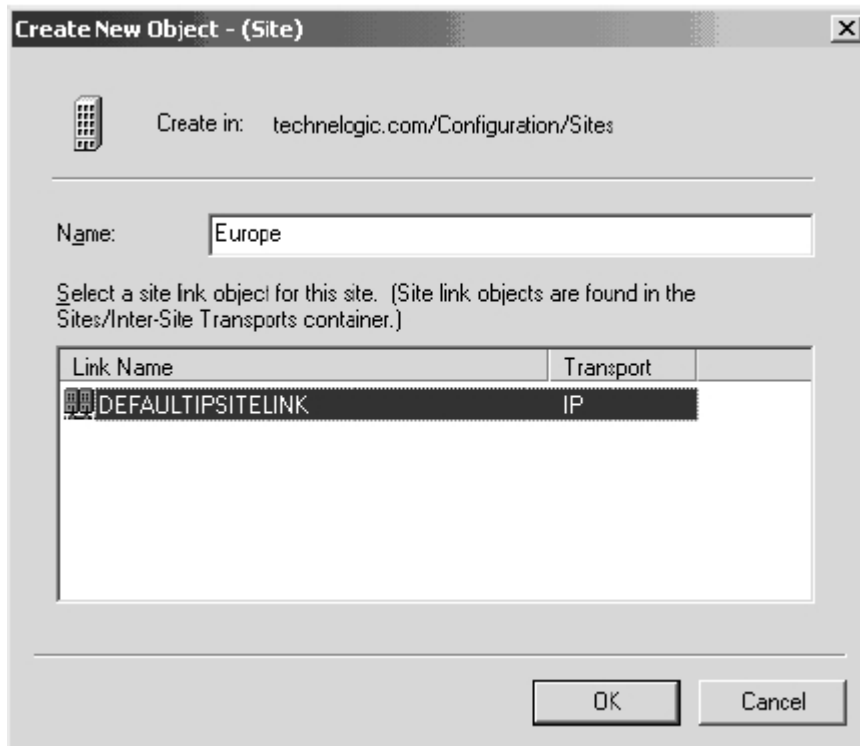 Create New Object - (Site)
Create in: technelogic.com/Configuration/Sites
Name: Europe
Select a site link object for this site. (Site link objects are found in the
Sites/Inter-Site Transports container.)
Link Name Transport
DEFAULTIPSITELINK IP
OK Cancel